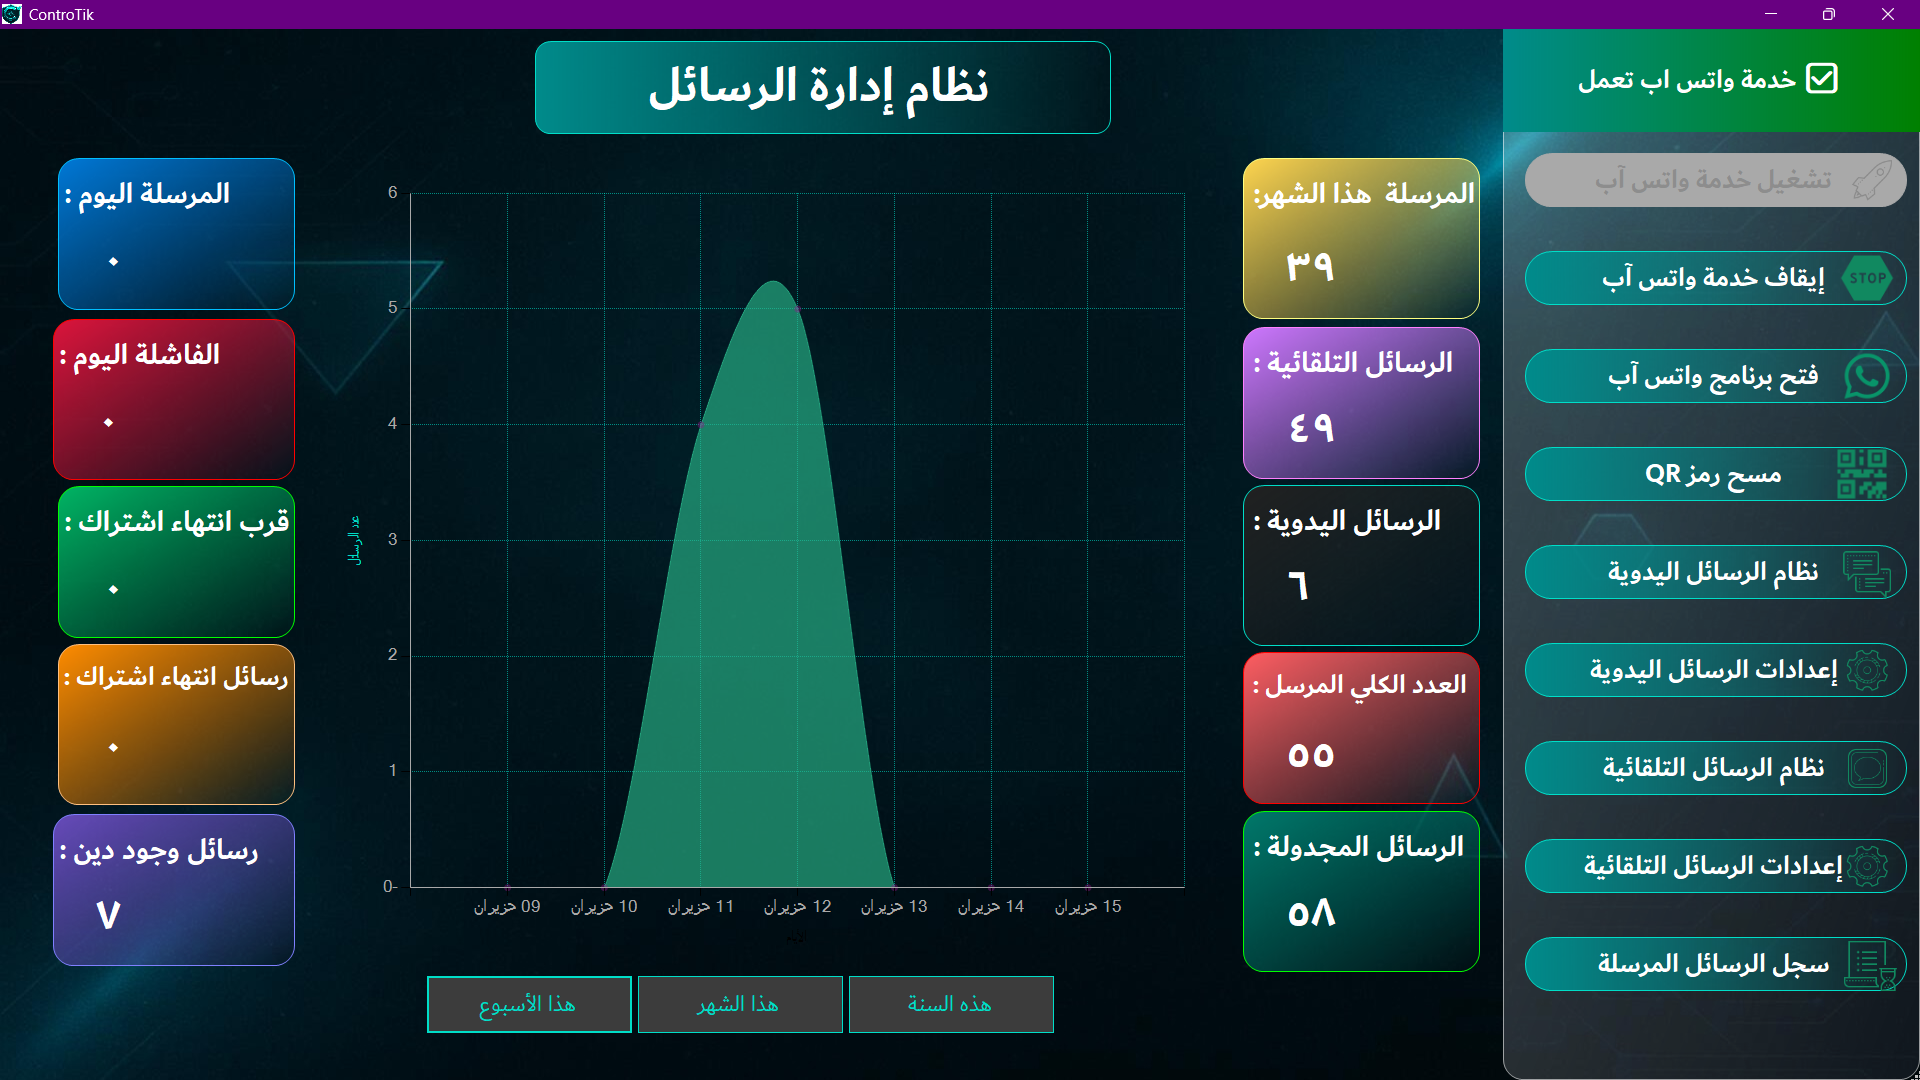 ControTik
نظام إدارة الرسائل
خدمة واتس اب تعمل
تشغيل خدمة واتس آب
إيقاف خدمة واتس آب
STOP
فتح برنامج واتس آب
مسح رمز QR
نظام الرسائل اليدوية
إعدادات الرسائل اليدوية
نظام الرسائل التلقائية
إعدادات الرسائل التلقائية
سجل الرسائل المرسلة
المرسلة هذا الشهر:
٣٩
الرسائل التلقائية :
٤٩
الرسائل اليدوية :
٦
العدد الكلي المرسل :
٥٥
الرسائل المجدولة :
٥٨
6
5
4
3
2
1
0-
عدد الرسائل
09 حزيران
10 حزيران
11 حزيران
12 حزيران
13 حزيران
14 حزيران
15 حزيران
المرسلة اليوم :
٠
الفاشلة اليوم :
٠
قرب انتهاء اشتراك :
٠
رسائل انتهاء اشتراك :
٠
رسائل وجود دين :
٧
هذا الأسبوع
هذا الشهر
هذه السنة